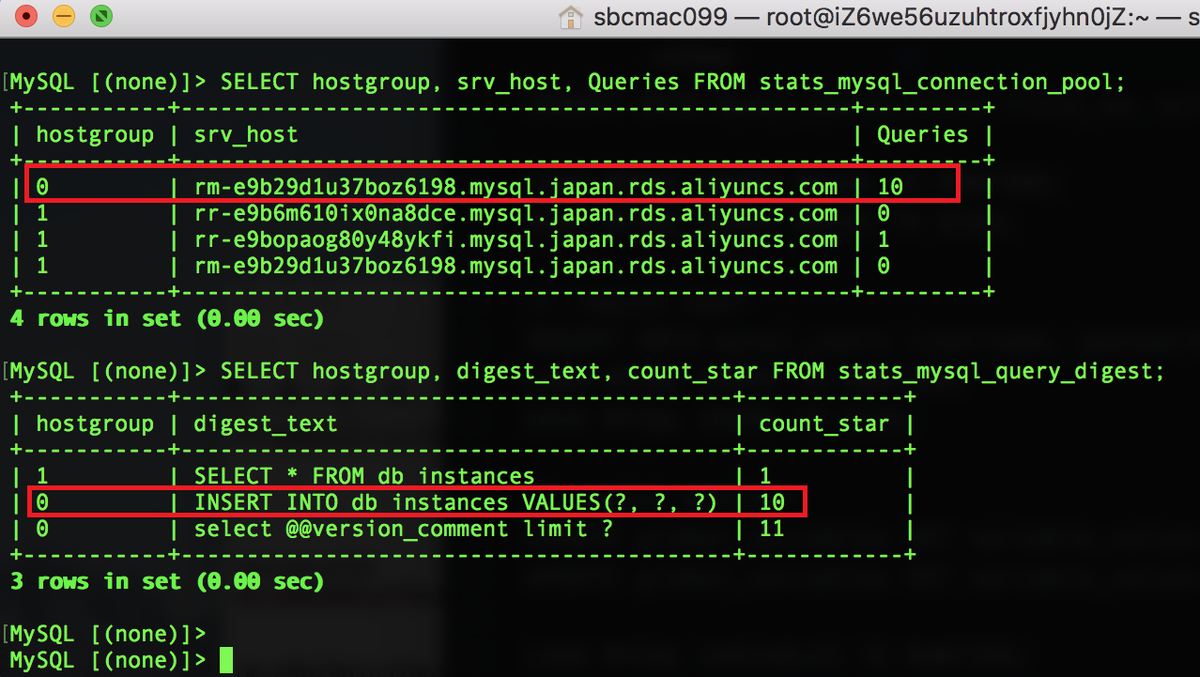 sbcmac099 — root@iZ6we56uzuhtroxfjyhn0jZ:~ — s
[MySQL [(none)]> SELECT hostgroup, srv_host, Queries FROM stats_mysql_connection_pool;
+-----------+---------------------------------------------------+---------+
| hostgroup | srv_host | Queries |
+-----------+---------------------------------------------------+---------+
| 0 | rm-e9b29d1u37boz6198.mysql.japan.rds.aliyuncs.com | 10 |
| 1 | rr-e9b6m610ix0na8dce.mysql.japan.rds.aliyuncs.com | 0 |
| 1 | rr-e9bopaog80y48ykfi.mysql.japan.rds.aliyuncs.com | 1 |
| 1 | rm-e9b29d1u37boz6198.mysql.japan.rds.aliyuncs.com | 0 |
+-----------+---------------------------------------------------+---------+
4 rows in set (0.00 sec)
[MySQL [(none)]> SELECT hostgroup, digest_text, count_star FROM stats_mysql_query_digest;
+-----------+------------------------------------------+------------+
| hostgroup | digest_text | count_star |
+-----------+------------------------------------------+------------+
| 1 | SELECT * FROM db instances | 1 |
| 0 | INSERT INTO db instances VALUES(?, ?, ?) | 10 |
| 0 | select @@version_comment limit ? | 11 |
+-----------+------------------------------------------+------------+
3 rows in set (0.00 sec)
[MySQL [(none)]>
MySQL [(none)]>